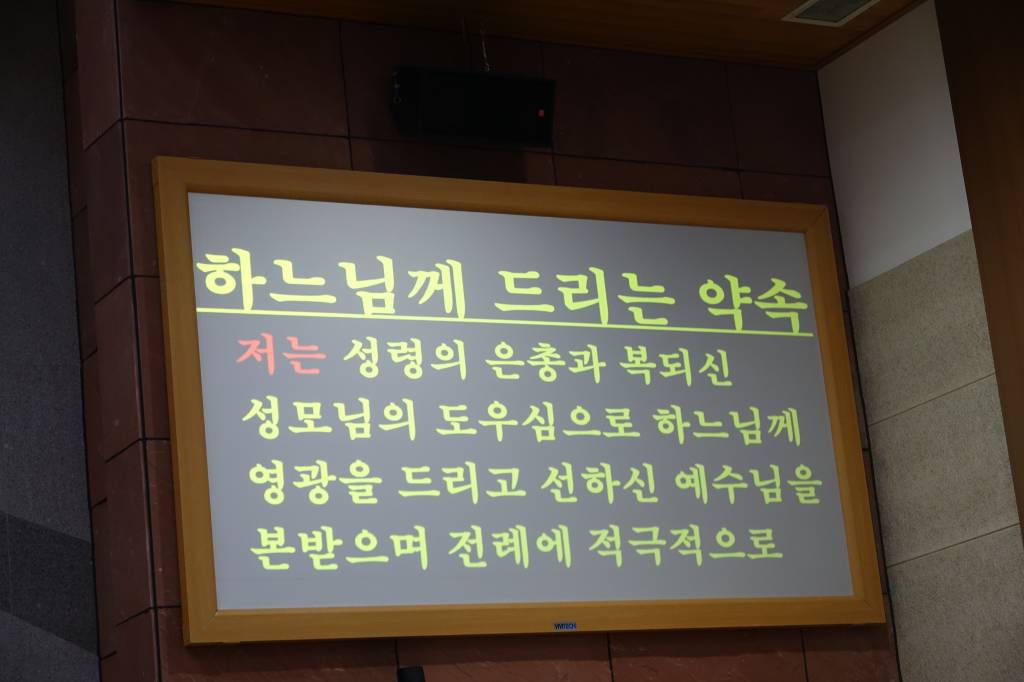 하느님께 드리는 약속
저는 성령의 은총과 복되신
성모님의 도우심으로 하느님께
영광을 드리고 선하신 예수님을
본받으며 전례에 적극적으로